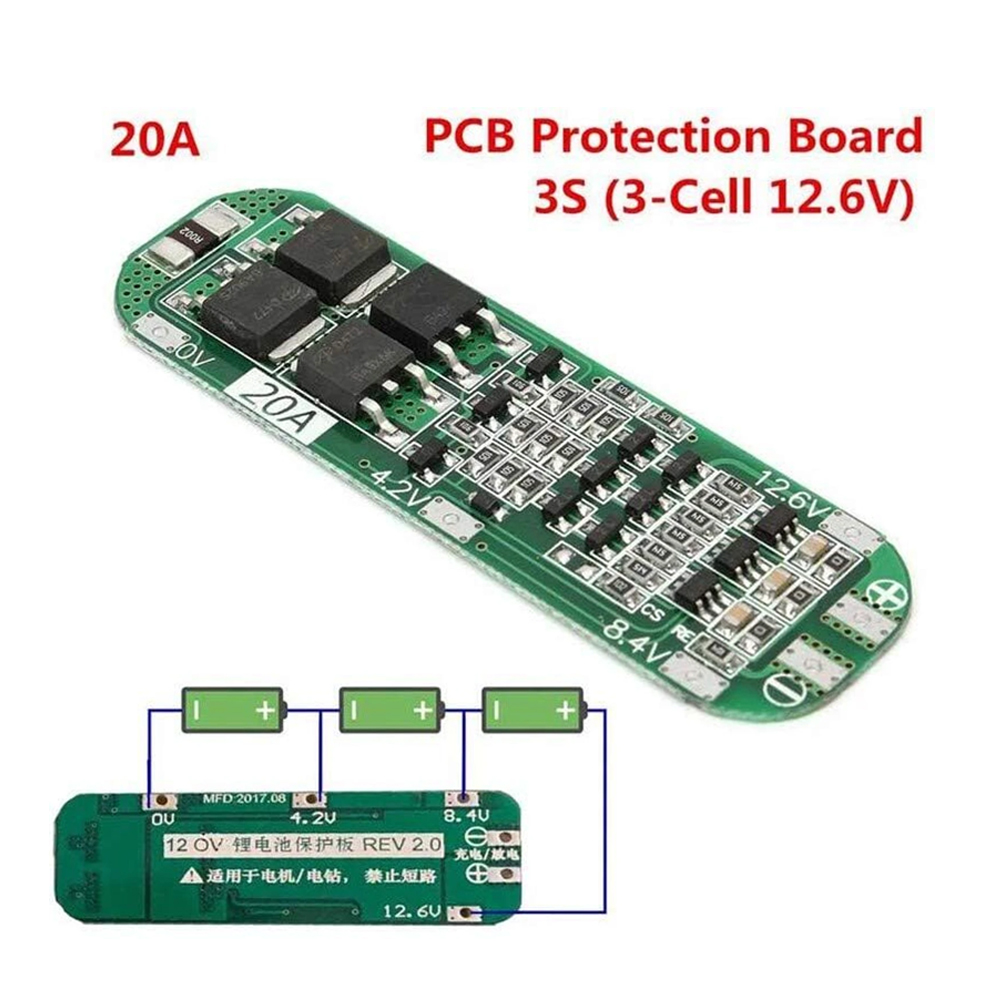 20A
PCB Protection Board
3S (3-Cell 12.6V)
R002
0V
20A
4.2V
12.6V
CS
8.4V
RE
MFD:2017.08
0V
4.2V
8.4V
12 0V 锂电池保护板 REV 2.0
充电/放电
适用于电机/电钻，禁止短路
12.6V